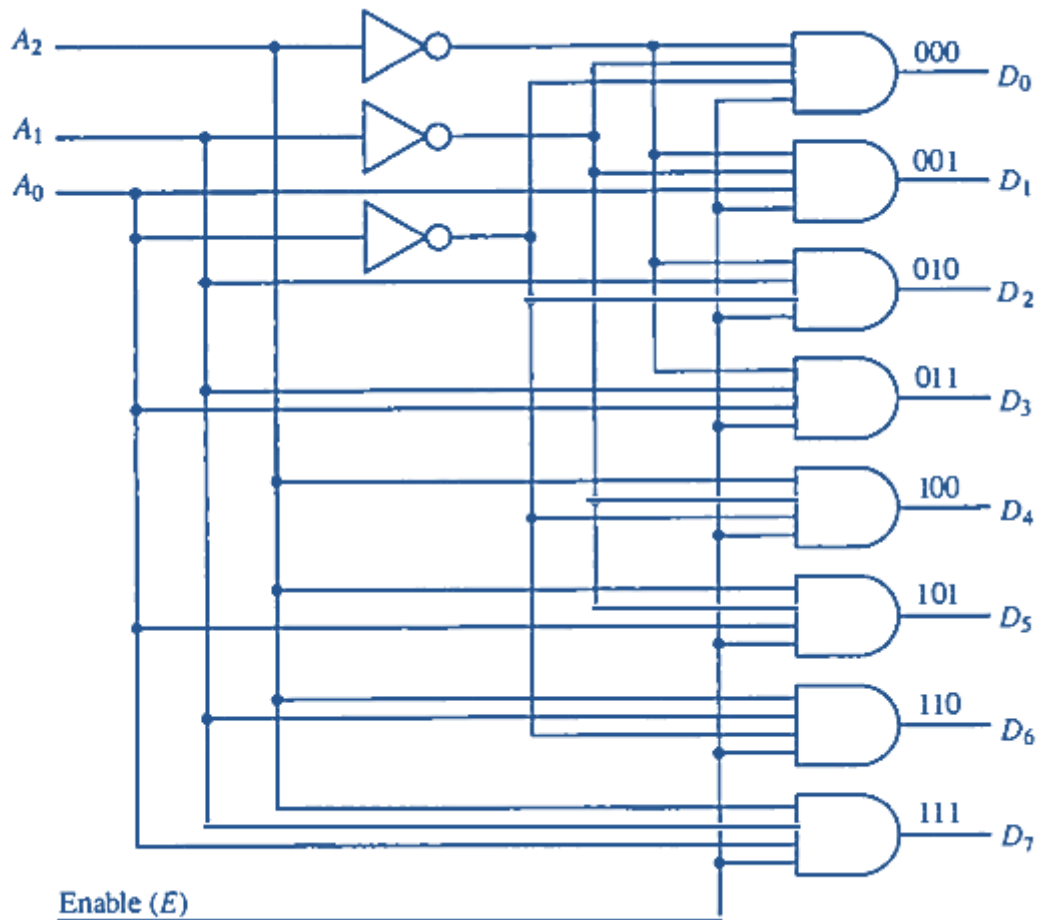 A₂
000
D₀
A₁
A₀
001
D₁
010
D₂
011
D₃
100
D₄
101
D₅
110
D₆
111
D₇
Enable (E)